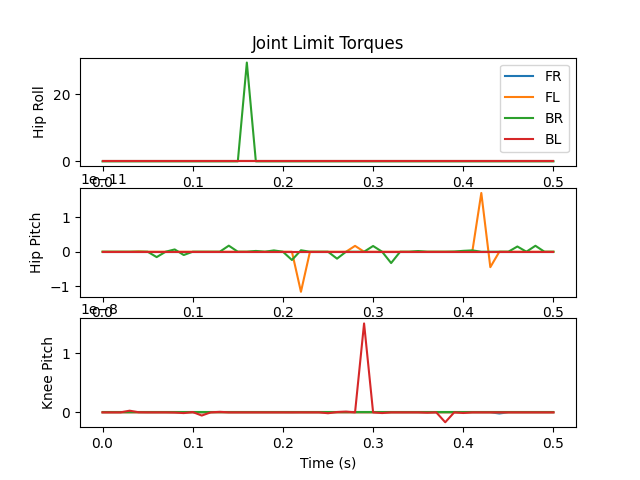 Joint Limit Torques
Hip Roll
20
0
FR
FL
BR
BL
0.0 0.1 0.2 0.3 0.4 0.5
1e−11
Hip Pitch
1
0
−1
0.0 0.1 0.2 0.3 0.4 0.5
1e−8
Knee Pitch
1
0
0.0 0.1 0.2 0.3 0.4 0.5
Time (s)